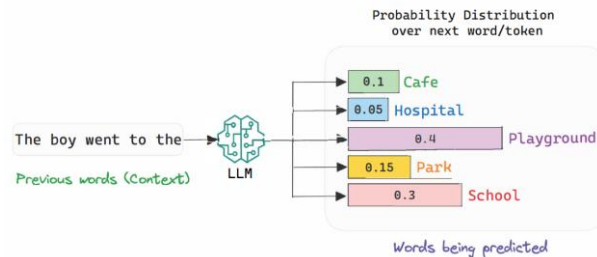 Probability Distribution
over next word/token
0.1 Cafe
0.05 Hospital
The boy went to the
0.4 Playground
LLM
Previous words (Context)
0.15 Park
0.3 School
Words being predicted